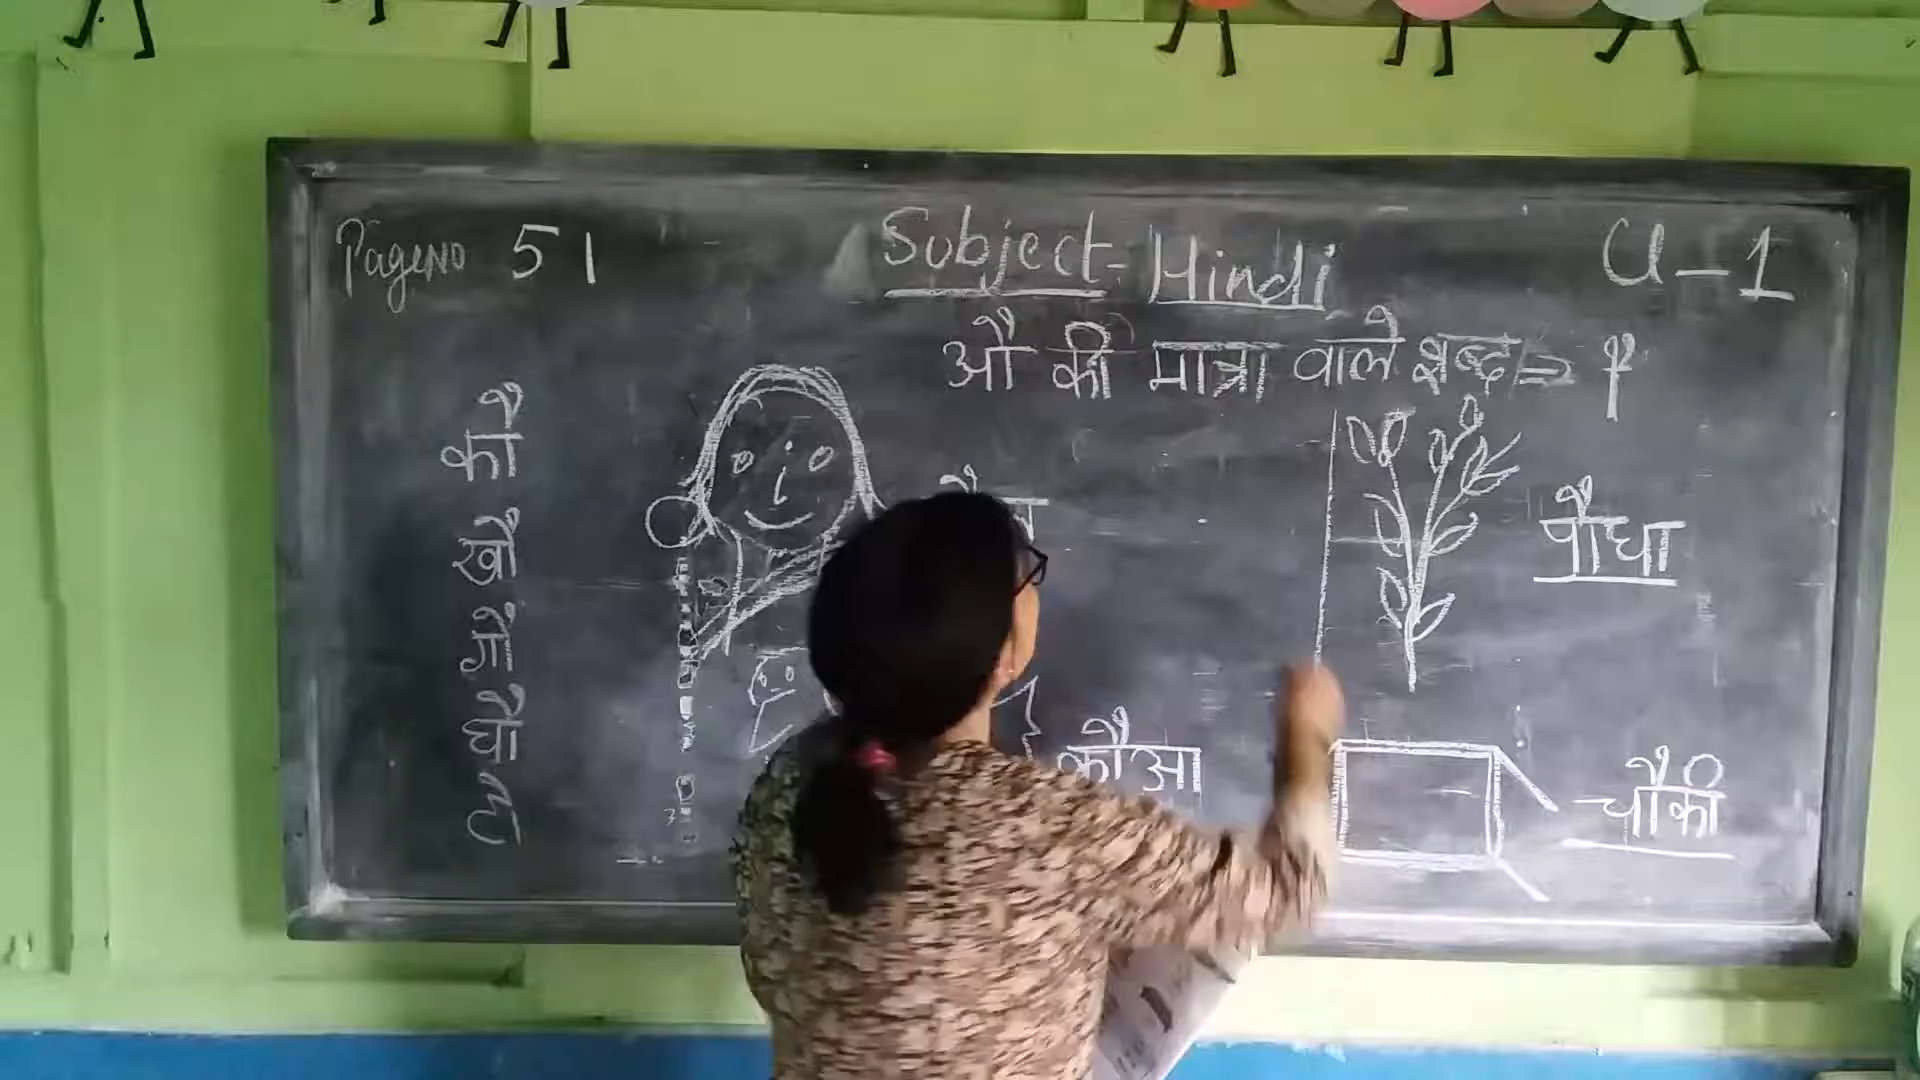 Page No 51
Subject- Hindi
U-1
औ की मात्रा वाले शब्द = ौ
कौ
खौ
पौधा
कौआ
चौकी